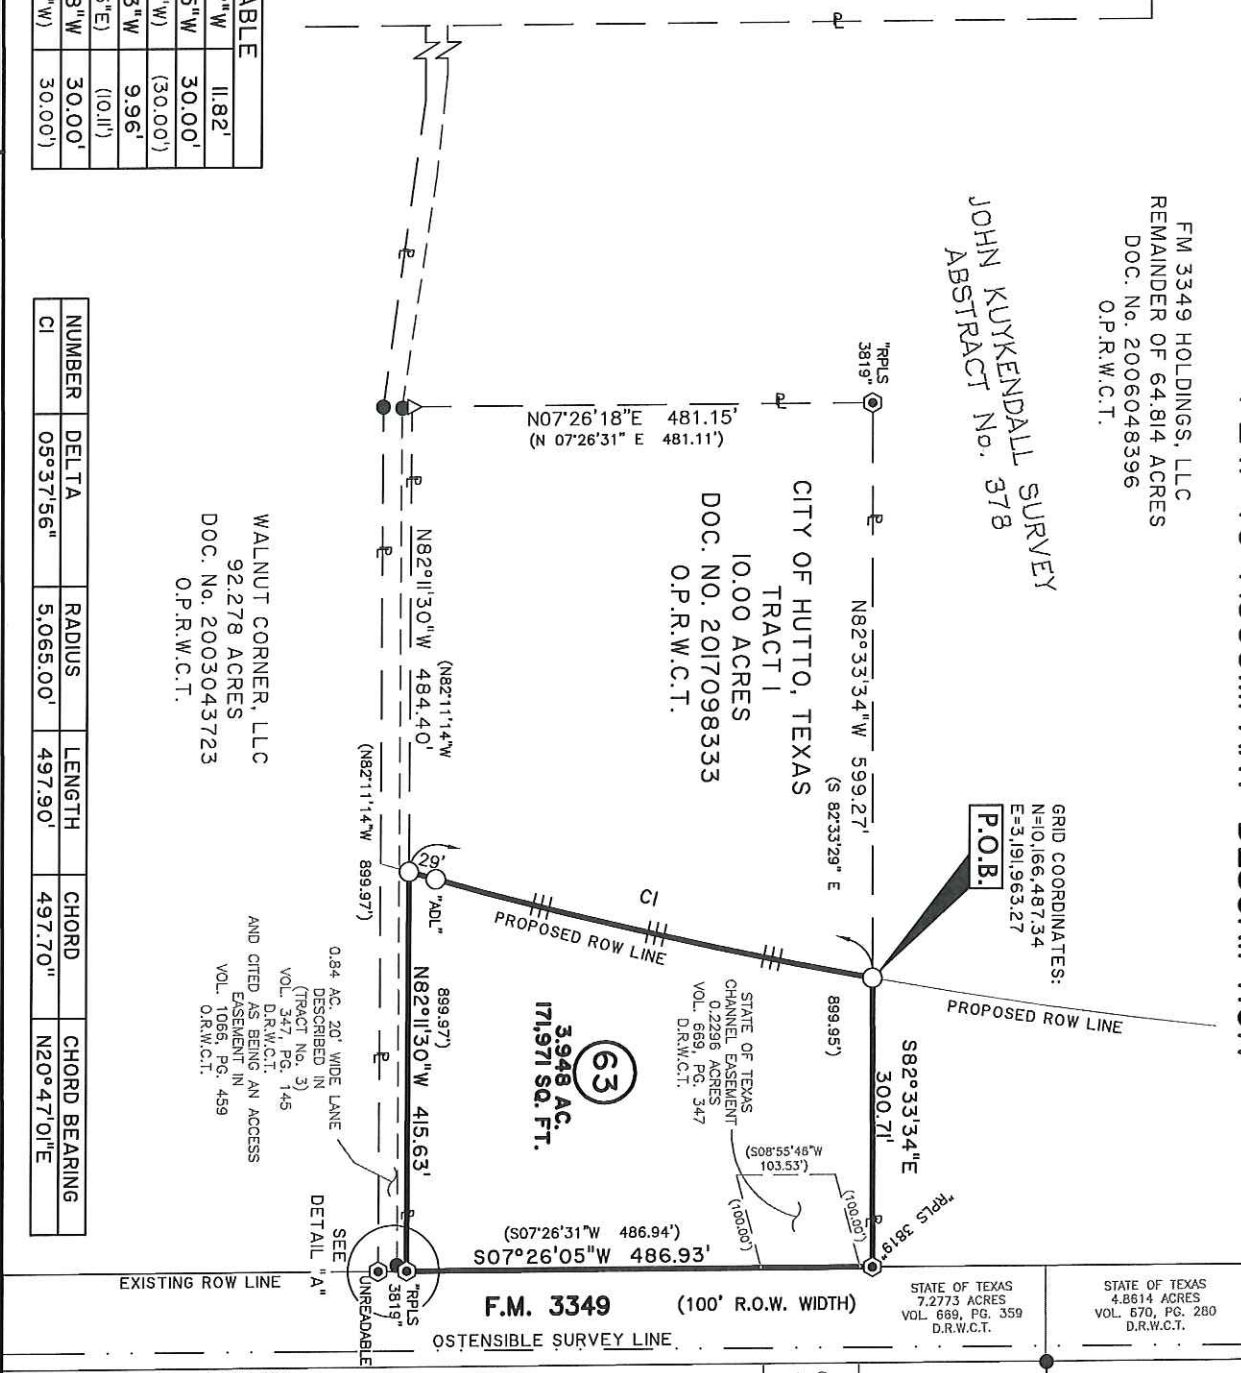 FM 3349 HOLDINGS, LLC
REMAINDER OF 64.814 ACRES
DOC. No. 2006048396
O.P.R.W.C.T.
JOHN KUYKENDALL SURVEY
ABSTRACT No. 378
GRID COORDINATES:
N=10,166,487.34
E=3,191,963.27
P.O.B.
PROPOSED ROW LINE
"RPLS
3819"
N82°33'34"W 599.27'
(S 82°33'29" E
899.95')
S82°33'34"E
300.71'
"RPLS 3819"
N07°26'18"E 481.15'
(N 07°26'31" E 481.11')
CITY OF HUTTO, TEXAS
TRACT 1
10.00 ACRES
DOC. NO. 2017098333
O.P.R.W.C.T.
C1
PROPOSED ROW LINE
STATE OF TEXAS
CHANNEL EASEMENT
0.2296 ACRES
VOL. 669, PG. 347
D.R.W.C.T.
(S08°55'46"W
103.53')
(100.00')
(100.00')
63
3.948 AC.
171,971 SQ. FT.
(S07°26'31"W 486.94')
S07°26'05"W 486.93'
29'
"ADL"
(N82°11'14"W
899.97')
N82°11'30"W 484.40'
N82°11'30"W 415.63'
(N82°11'14"W 899.97')
0.84 AC. 20' WIDE LANE
DESCRIBED IN
(TRACT No. 3)
VOL. 347, PG. 145
D.R.W.C.T.
AND CITED AS BEING AN ACCESS
EASEMENT IN
VOL. 1066, PG. 459
O.R.W.C.T.
WALNUT CORNER, LLC
92.278 ACRES
DOC. No. 2003043723
O.P.R.W.C.T.
SEE
DETAIL "A"
"RPLS
3819"
UNREADABLE
EXISTING ROW LINE
F.M. 3349 (100' R.O.W. WIDTH)
OSTENSIBLE SURVEY LINE
STATE OF TEXAS
7.2773 ACRES
VOL. 669, PG. 359
D.R.W.C.T.
STATE OF TEXAS
4.8614 ACRES
VOL. 670, PG. 280
D.R.W.C.T.
11.82'
30.00'
(30.00')
9.96'
(10.11')
30.00'
30.00')
NUMBER DELTA RADIUS LENGTH CHORD CHORD BEARING
C1 05°37'56" 5,065.00' 497.90' 497.70' N20°47'01"E